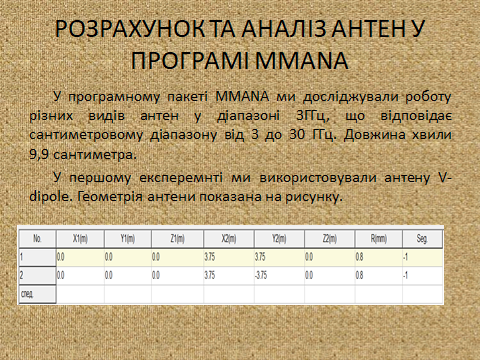 РОЗРАХУНОК ТА АНАЛІЗ АНТЕН У
ПРОГРАМІ MMANA
У програмному пакеті MMANA ми досліджували роботу
різних видів антен у діапазоні 3ГГц, що відповідає
сантиметровому діапазону від 3 до 30 ГГц. Довжина хвили
9,9 сантиметра.
У першому експеремнті ми використовували антену V-
dipole. Геометрія антени показана на рисунку.
No. X1(m) Y1(m) Z1(m) X2(m) Y2(m) Z2(m) R(mm) Seg.
1 0.0 0.0 0.0 3.75 3.75 0.0 0.8 -1
2 0.0 0.0 0.0 3.75 -3.75 0.0 0.8 -1
след.